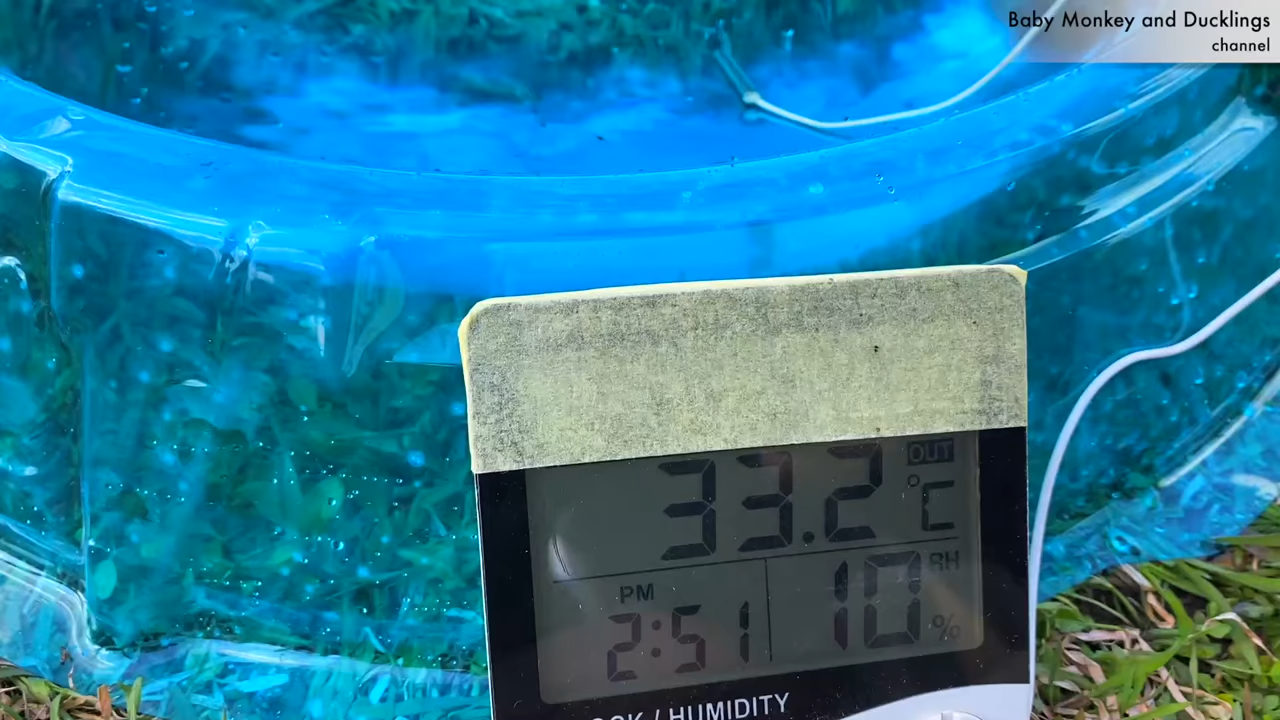 Baby Monkey and Ducklings
channel
33.2 OUT °C
PM
2:51
10 RH %
/ HUMIDITY